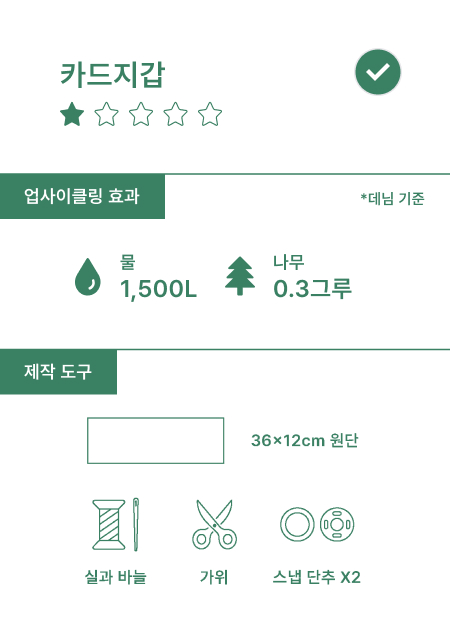 카드지갑
업사이클링 효과
*데님 기준
물
1,500L
나무
0.3그루
제작 도구
36×12cm 원단
실과 바늘
가위
스냅 단추 X2